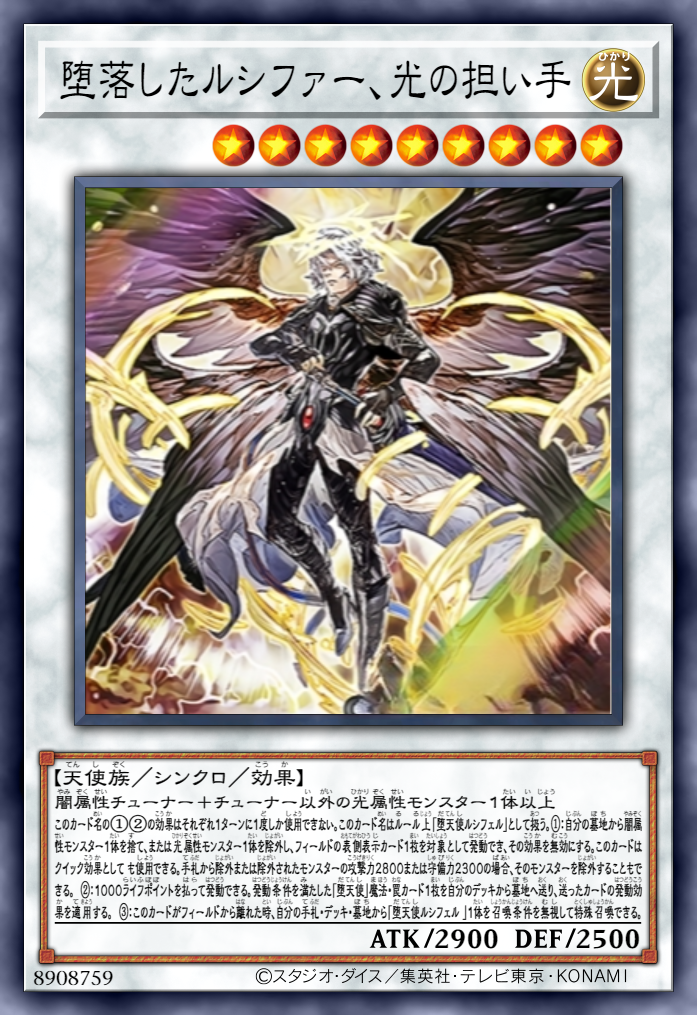 堕落したルシファー、光の担い手 光
【天使族／シンクロ／効果】
闇属性チューナー＋チューナー以外の光属性モンスター1体以上
このカード名の①②の効果はそれぞれ1ターンに1度しか使用できない。このカード名はルール上「堕天使ルシフェル」として扱う。①:自分の墓地から闇属
性モンスター1体を捨て、または光属性モンスター1体を除外し、フィールドの表側表示カード1枚を対象として発動でき、その効果を無効にする。このカードは
クイック効果としても使用できる。手札から除外または除外されたモンスターの攻撃力2800または守備力2300の場合、そのモンスターを除外することもで
きる。②:1000ライフポイントを払って発動できる。発動条件を満たした「堕天使」魔法・罠カード1枚を自分のデッキから墓地へ送り、送ったカードの発動効
果を適用する。③:このカードがフィールドから離れた時、自分の手札・デッキ・墓地から「堕天使ルシフェル」1体を召喚条件を無視して特殊召喚できる。
ATK/2900 DEF/2500
8908759 ©スタジオ・ダイス／集英社・テレビ東京・KONAMI